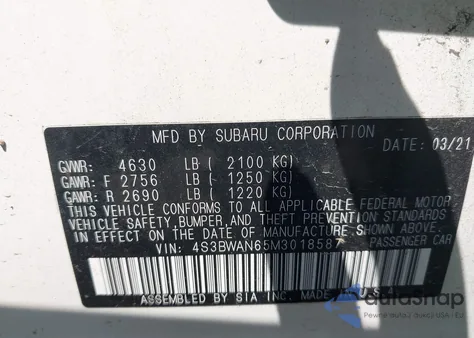 MFD BY SUBARU CORPORATION DATE: 03/21
GVWR: 4630 LB ( 2100 KG)
GAWR: F 2756 LB ( 1250 KG)
GAWR: R 2690 LB ( 1220 KG)
THIS VEHICLE CONFORMS TO ALL APPLICABLE FEDERAL MOTOR
VEHICLE SAFETY, BUMPER, AND THEFT PREVENTION STANDARDS
IN EFFECT ON THE DATE OF MANUFACTURE SHOWN ABOVE.
VIN: 4S3BWAN65M3018587 PASSENGER CAR
ASSEMBLED BY SIA INC. MADE
AutoSnap
Pewne auta z